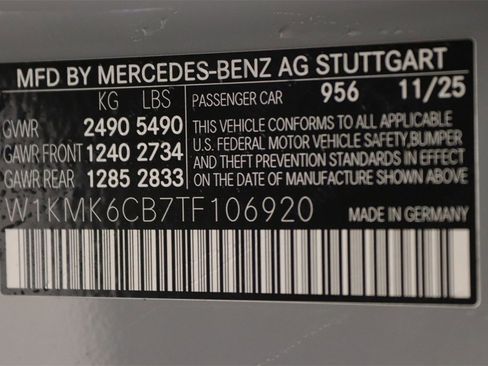 MFD BY MERCEDES-BENZ AG STUTTGART
KG LBS PASSENGER CAR 956 11/25
GVWR 2490 5490
GAWR FRONT 1240 2734
GAWR REAR 1285 2833
THIS VEHICLE CONFORMS TO ALL APPLICABLE
U.S. FEDERAL MOTOR VEHICLE SAFETY, BUMPER
AND THEFT PREVENTION STANDARDS IN EFFECT
ON THE DATE OF MANUFACTURE SHOWN ABOVE
W1KMK6CB7TF106920 MADE IN GERMANY